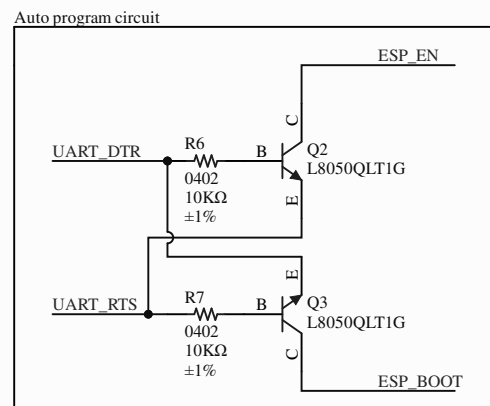 Auto program circuit
ESP_EN
C
R6
Q2
UART_DTR
B
L8050QLT1G
0402
10KΩ
±1%
E
E
R7
Q3
UART_RTS
B
L8050QLT1G
0402
10KΩ
±1%
C
ESP_BOOT